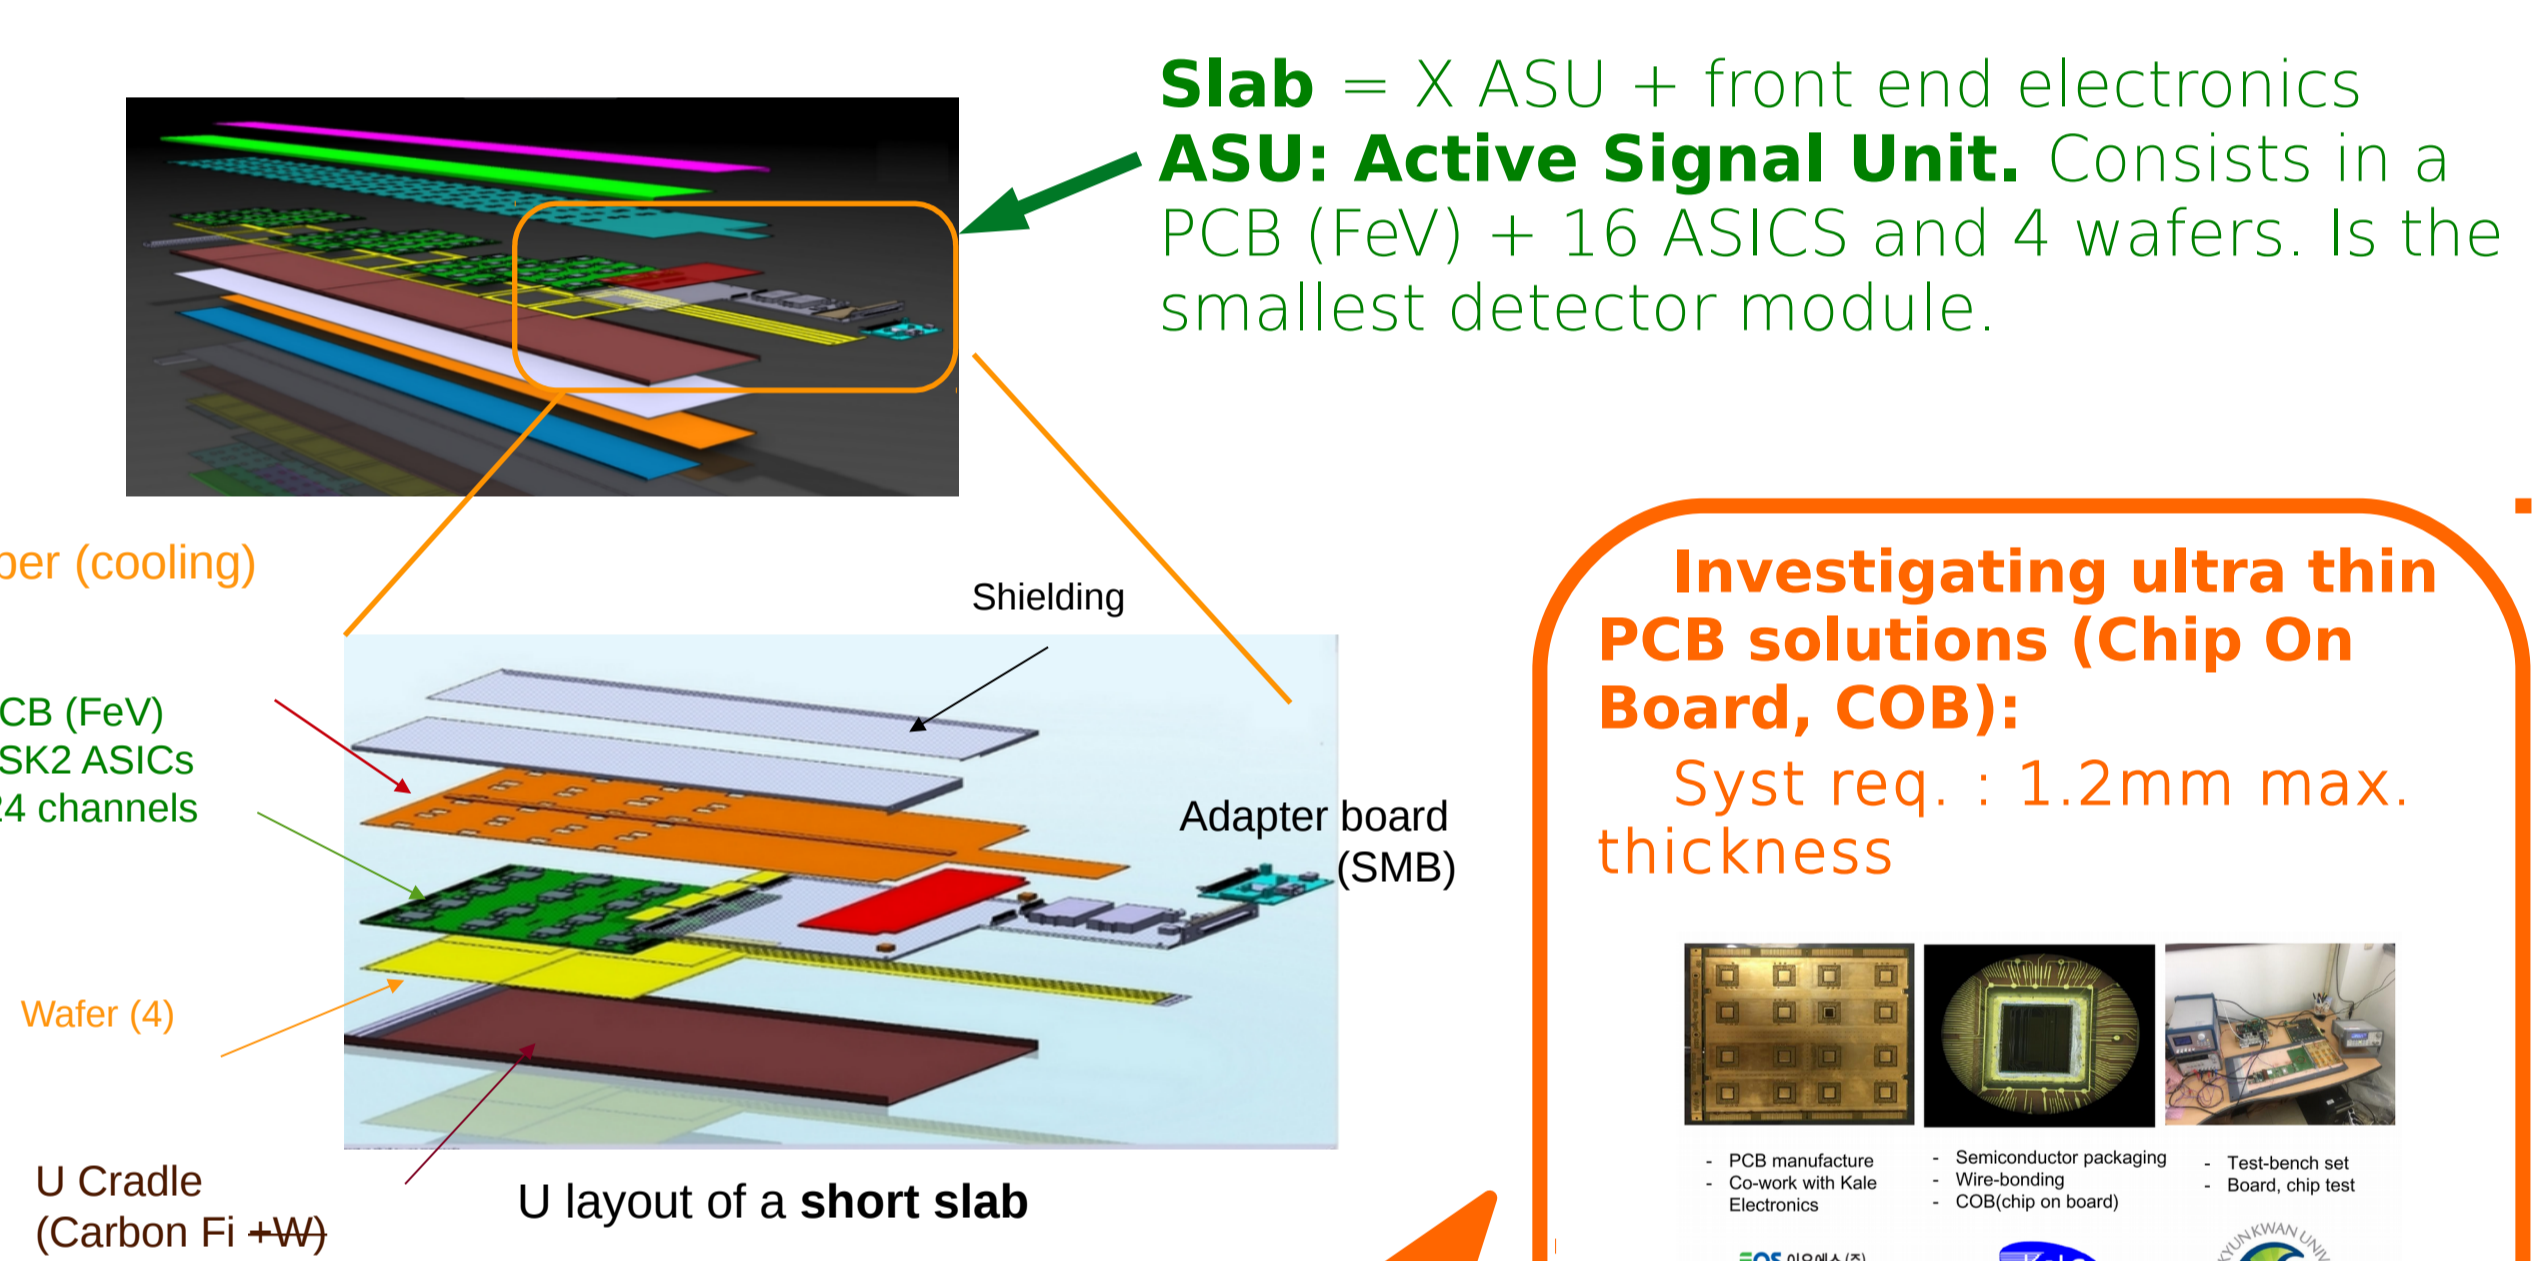 Slab = X ASU + front end electronics
ASU: Active Signal Unit. Consists in a
PCB (FeV) + 16 ASICS and 4 wafers. Is the
smallest detector module.
per (cooling)
Shielding
CB (FeV)
SK2 ASICs
24 channels
Adapter board
(SMB)
Wafer (4)
U Cradle
(Carbon Fi +W)
U layout of a short slab
Investigating ultra thin
PCB solutions (Chip On
Board, COB):
Syst req. : 1.2mm max.
thickness
- PCB manufacture
- Co-work with Kale
Electronics
- Semiconductor packaging
- Wire-bonding
- COB(chip on board)
- Test-bench set
- Board, chip test